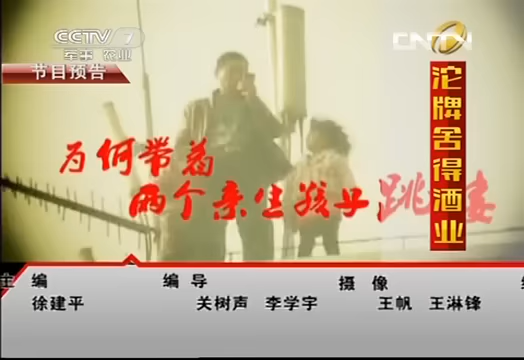 CCTV 7
军事 农业
CNTV
节目预告
沱牌舍得酒业
为何带着
两个亲生孩子跳楼
主 编
编 导
摄 像
徐建平
关树声 李学宇
王帆 王淋锋